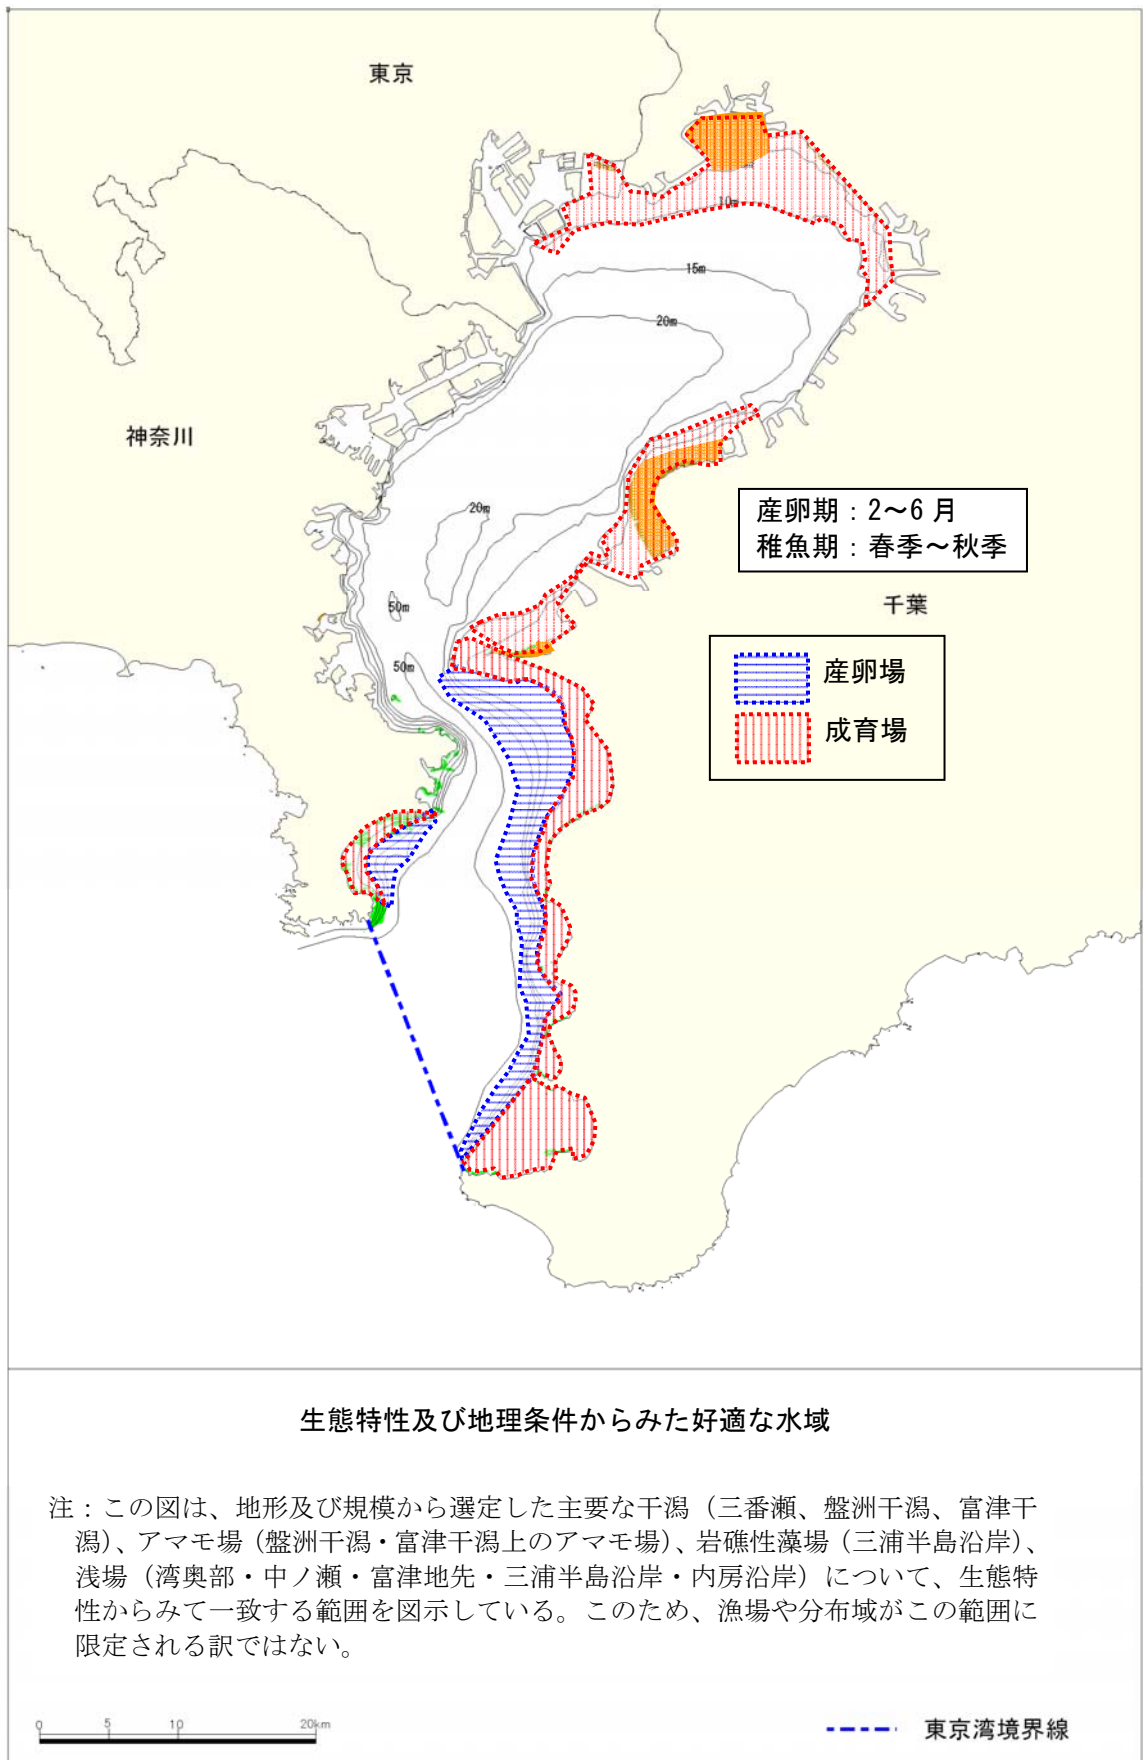 東京
10m
15m
20m
神奈川
20m
産卵期：2～6月
稚魚期：春季～秋季
千葉
50m
50m
産卵場
成育場
生態特性及び地理条件からみた好適な水域
注：この図は、地形及び規模から選定した主要な干潟（三番瀬、盤洲干潟、富津干
潟）、アマモ場（盤洲干潟・富津干潟上のアマモ場）、岩礁性藻場（三浦半島沿岸）、
浅場（湾奥部・中ノ瀬・富津地先・三浦半島沿岸・内房沿岸）について、生態特
性からみて一致する範囲を図示している。このため、漁場や分布域がこの範囲に
限定される訳ではない。
0 5 10 20km
東京湾境界線